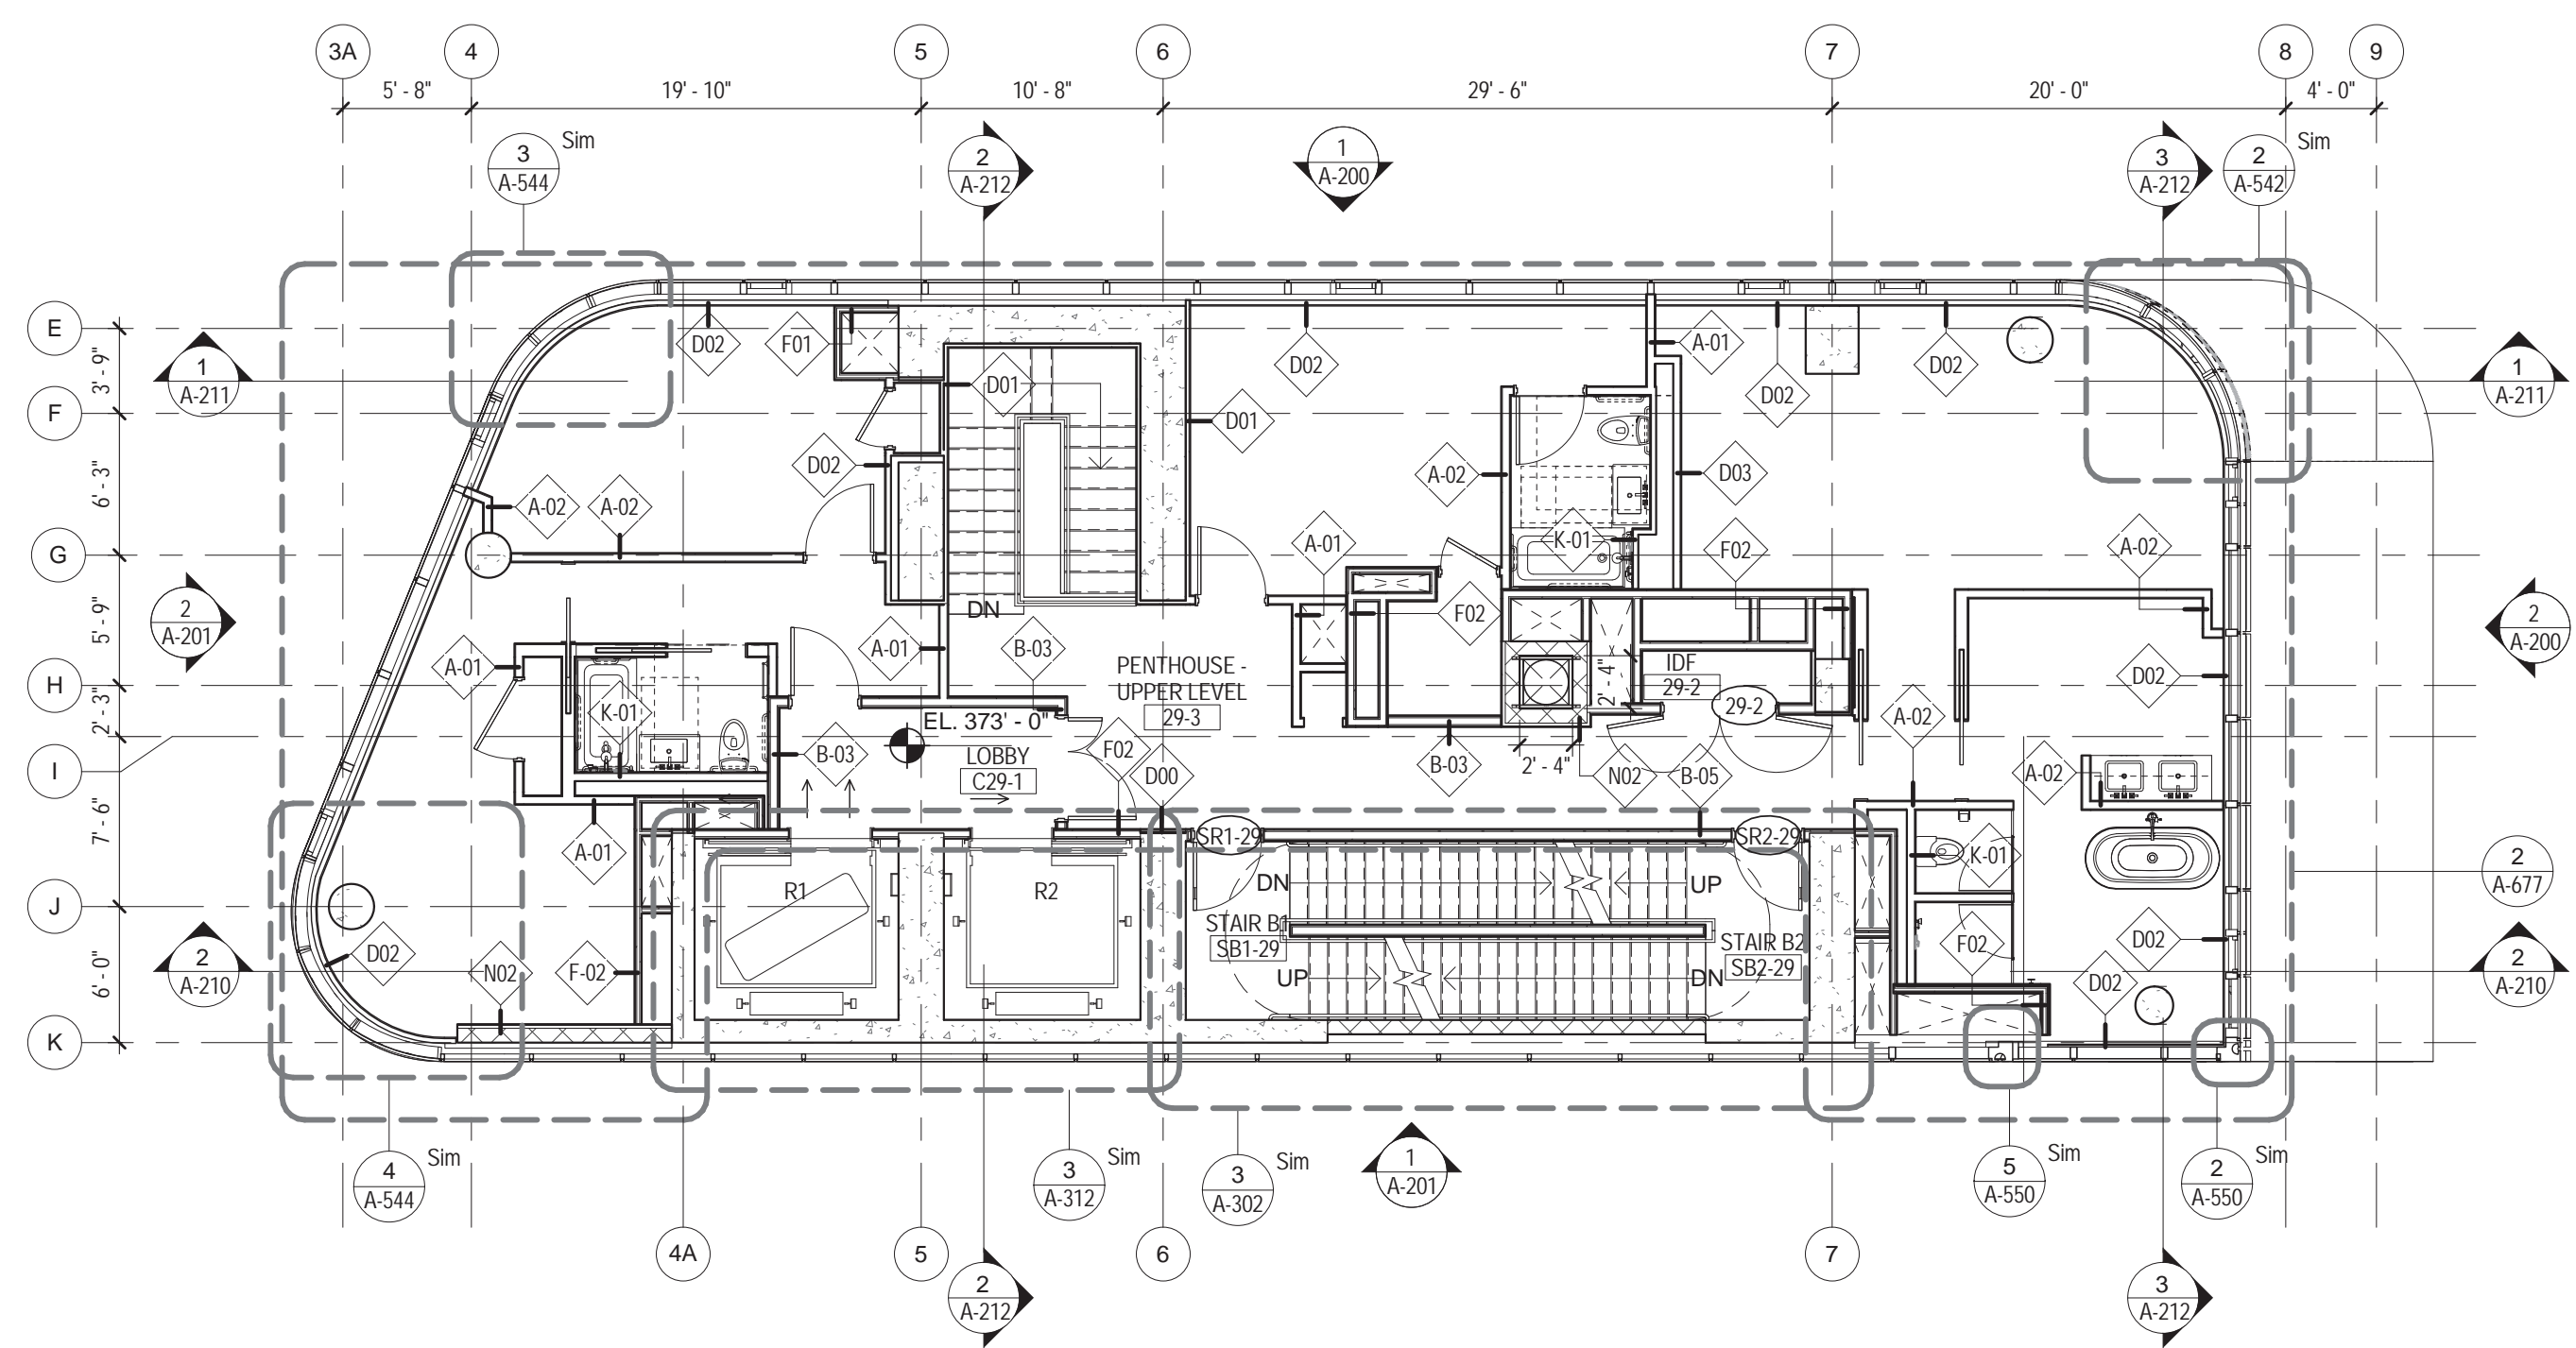 3A
4
5
6
7
8
9
5' - 8"
19' - 10"
10' - 8"
29' - 6"
20' - 0"
4' - 0"
3
A-544
Sim
2
A-212
1
A-200
3
A-212
2
A-542
Sim
E
F
G
H
I
J
K
3' - 9"
6' - 3"
5' - 9"
2' - 3"
7' - 6"
6' - 0"
1
A-211
2
A-201
2
A-210
1
A-211
2
A-200
2
A-677
2
A-210
D02
F01
D01
D02
D01
D02
A-01
D02
D02
A-02
A-02
A-02
D03
K-01
F02
A-01
A-02
F02
A-01
A-01
B-03
K-01
DN
PENTHOUSE -
UPPER LEVEL
29-3
2' - 4"
IDF
29-2
29-2
D02
A-02
EL. 373' - 0"
B-03
LOBBY
C29-1
F02
D00
B-03
2' - 4"
N02
B-05
A-02
A-01
SR1-29
SR2-29
K-01
R1
R2
DN
UP
STAIR B1
SB1-29
STAIR B2
SB2-29
UP
DN
D02
N02
F-02
F02
D02
D02
4
A-544
Sim
3
A-312
Sim
3
A-302
Sim
1
A-201
5
A-550
Sim
2
A-550
Sim
4A
5
6
7
2
A-212
3
A-212